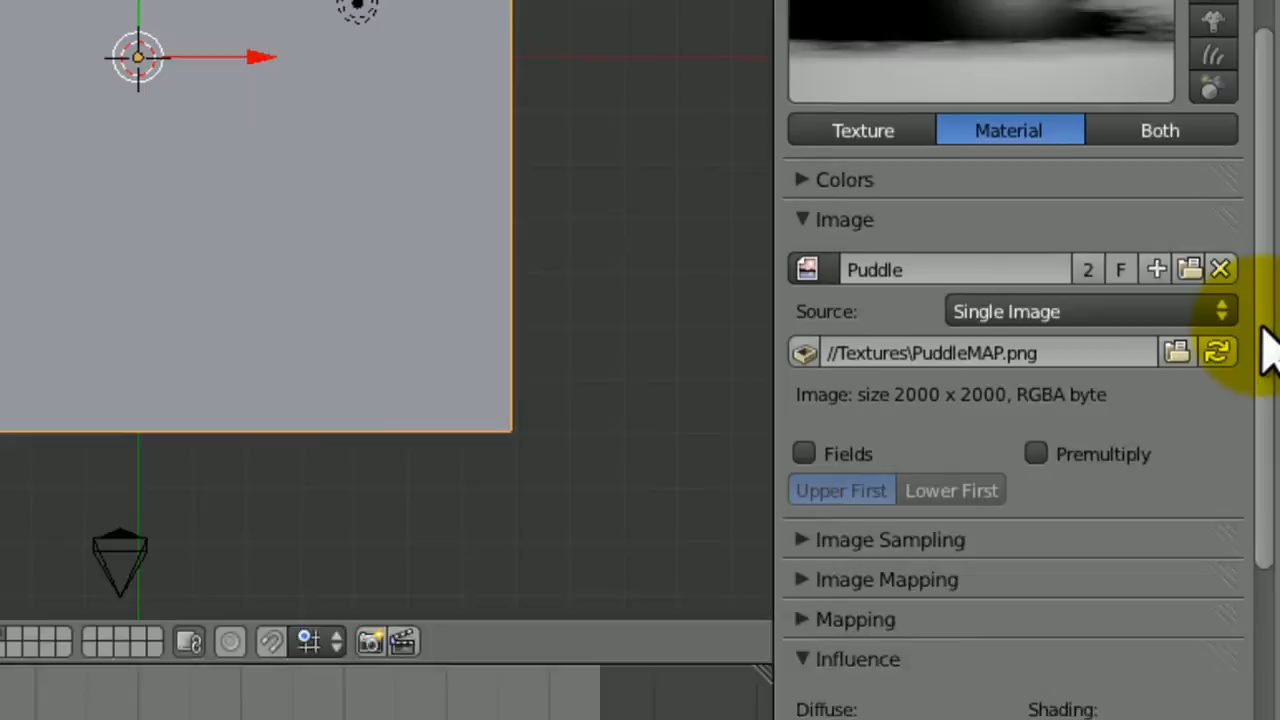 Texture Material Both
Colors
Image
Puddle 2 F
Source: Single Image
//Textures\PuddleMAP.png
Image: size 2000 x 2000, RGBA byte
Fields Premultiply
Upper First Lower First
Image Sampling
Image Mapping
Mapping
Influence
Diffuse: Shading: